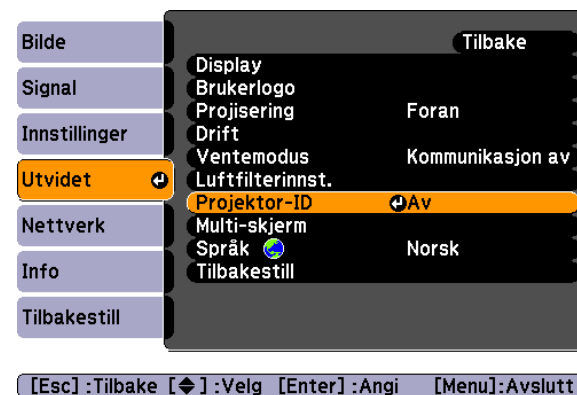 Bilde
Signal
Innstillinger
Utvidet
Nettverk
Info
Tilbakestill
Tilbake
Display
Brukerlogo
Projisering Foran
Drift
Ventemodus Kommunikasjon av
Luftfilterinnst.
Projektor-ID Av
Multi-skjerm
Språk Norsk
Tilbakestill
[Esc] :Tilbake [◆] :Velg [Enter] :Angi [Menu]:Avslutt